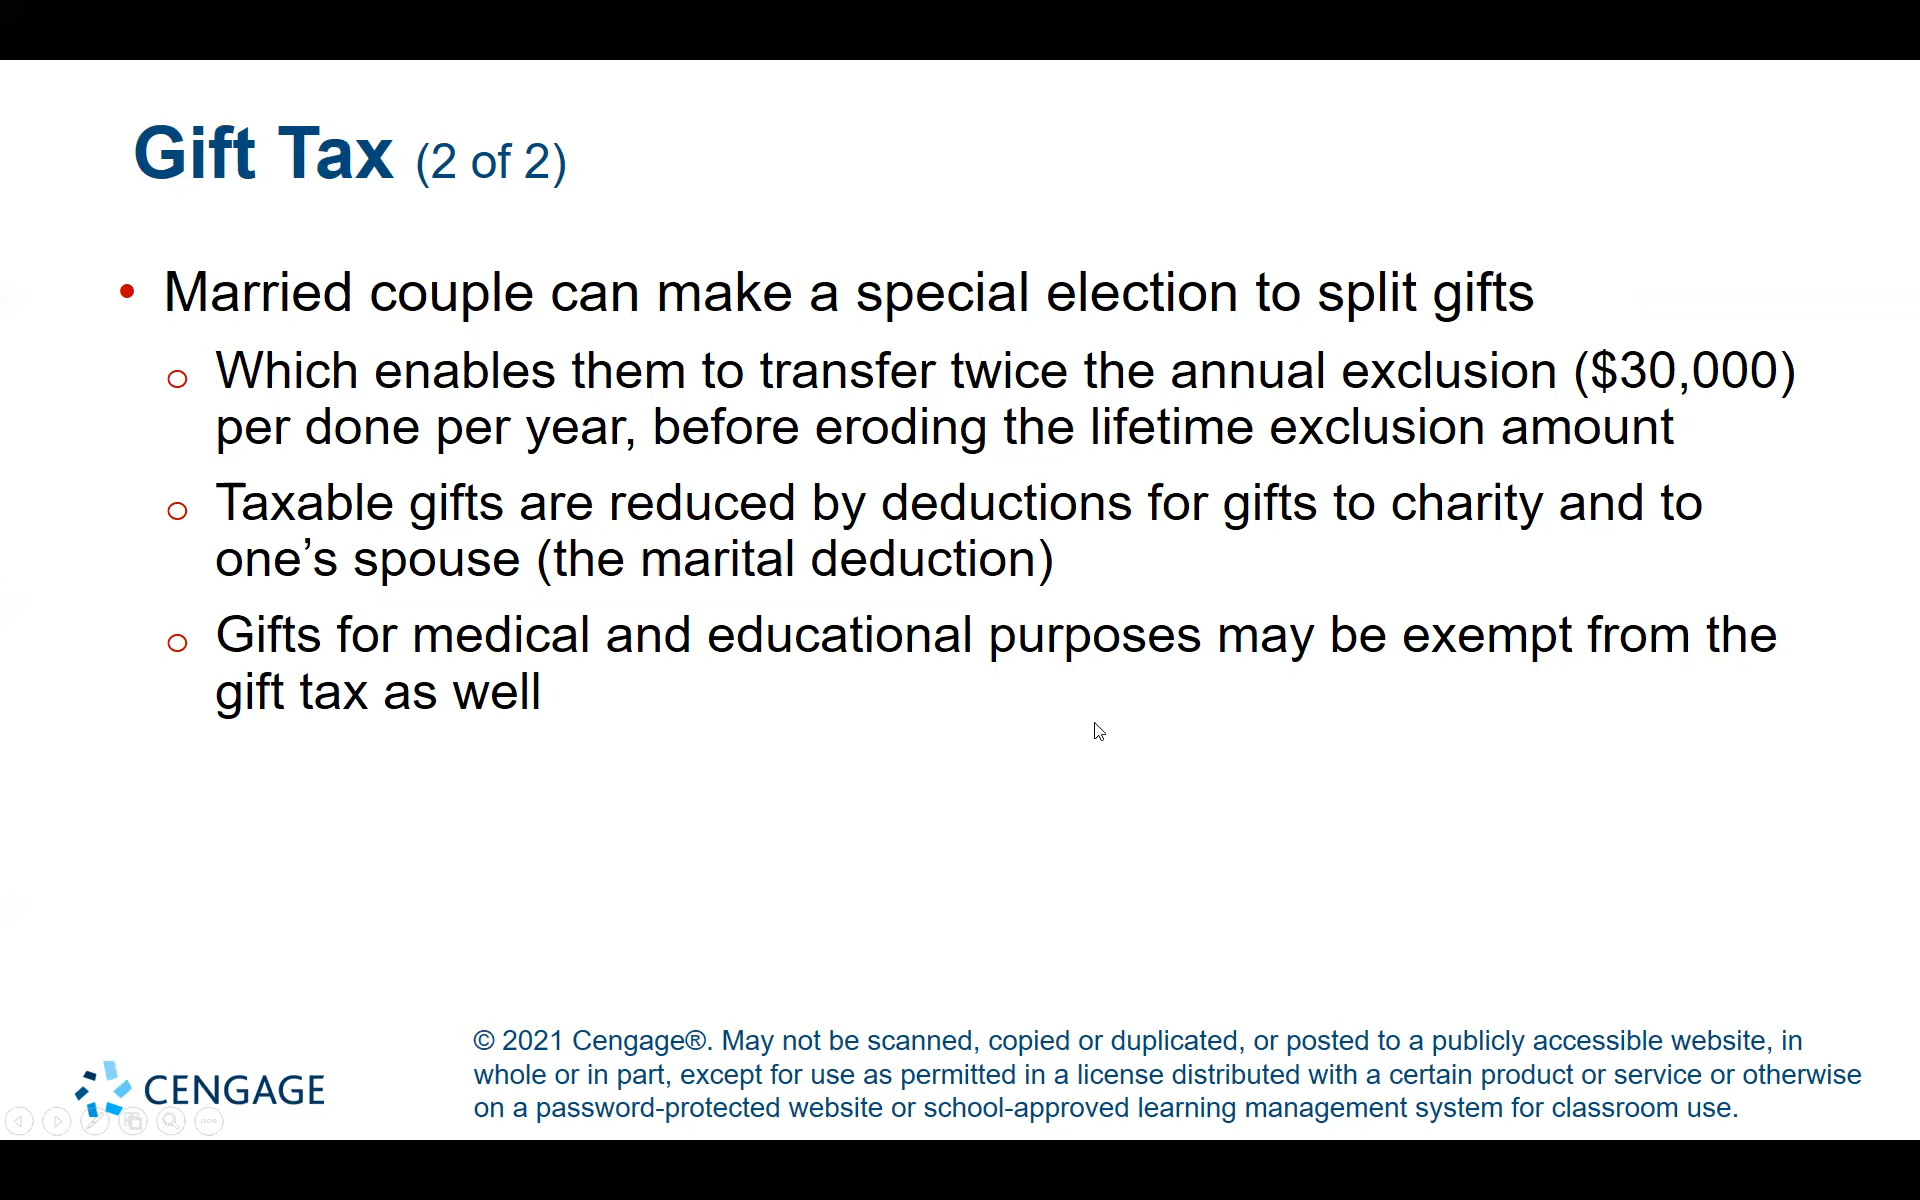 Gift Tax (2 of 2)
• Married couple can make a special election to split gifts
o Which enables them to transfer twice the annual exclusion ($30,000)
per done per year, before eroding the lifetime exclusion amount
o Taxable gifts are reduced by deductions for gifts to charity and to
one’s spouse (the marital deduction)
o Gifts for medical and educational purposes may be exempt from the
gift tax as well
© 2021 Cengage®. May not be scanned, copied or duplicated, or posted to a publicly accessible website, in
whole or in part, except for use as permitted in a license distributed with a certain product or service or otherwise
on a password-protected website or school-approved learning management system for classroom use.
CENGAGE